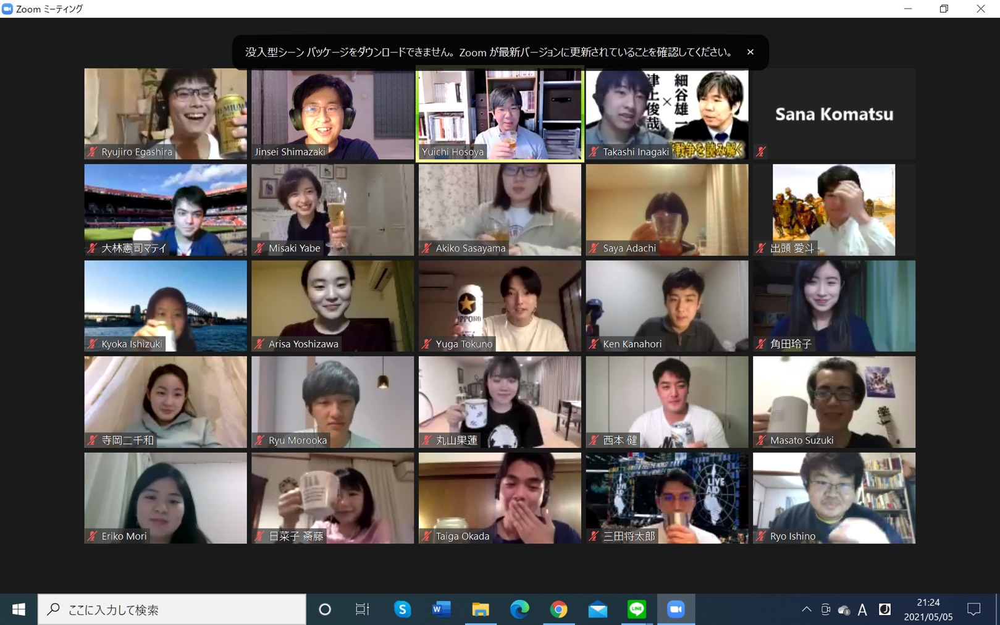 Zoom ミーティング
没入型シーン パッケージをダウンロードできません。Zoom が最新バージョンに更新されていることを確認してください。
PREMIUM
津上俊哉
×
細谷雄一
戦争を読み解く
Ryujiro Egashira
Jinsei Shimazaki
Yuichi Hosoya
Takashi Inagaki
Sana Komatsu
大林憲司マテイ
Misaki Yabe
Akiko Sasayama
Saya Adachi
出頭 愛斗
SAPPORO
Kyoka Ishizuki
Arisa Yoshizawa
Yuga Tokuno
Ken Kanahori
角田玲子
寺岡二千和
Ryu Morooka
丸山果蓮
西本 健
Masato Suzuki
LIVE AID
LIVE AID
Eriko Mori
日菜子 斎藤
Taiga Okada
三田将太郎
Ryo Ishino
ここに入力して検索
S
W
LINE
A
J
21:24
2021/05/05